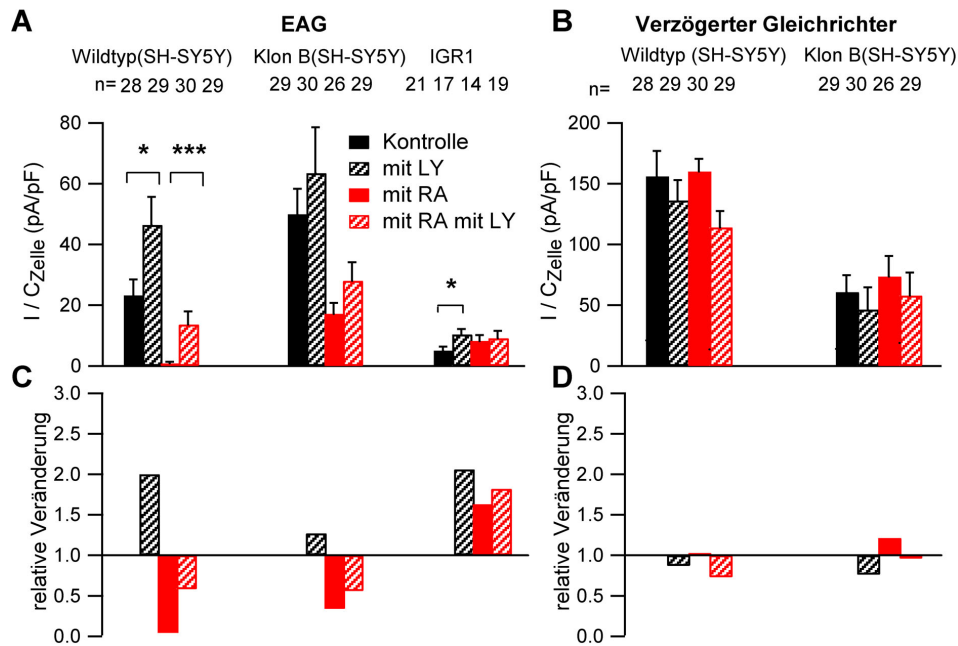 A
EAG
B
Verzögerter Gleichrichter
Wildtyp(SH-SY5Y)
Klon B(SH-SY5Y)
IGR1
Wildtyp (SH-SY5Y)
Klon B(SH-SY5Y)
n= 28 29 30 29
29 30 26 29
21 17 14 19
n= 28 29 30 29
29 30 26 29
I / CZelle (pA/pF)
80
60
40
20
0
*
***
*
Kontrolle
mit LY
mit RA
mit RA mit LY
I / CZelle (pA/pF)
200
150
100
50
0
C
relative Veränderung
3.0
2.5
2.0
1.5
1.0
0.5
0.0
D
relative Veränderung
3.0
2.5
2.0
1.5
1.0
0.5
0.0